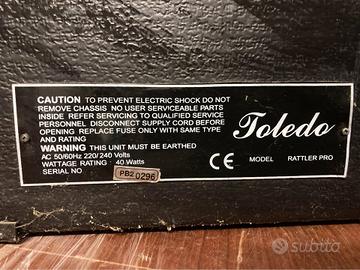 CAUTION TO PREVENT ELECTRIC SHOCK DO NOT
REMOVE CHASSIS NO USER SERVICEABLE PARTS
INSIDE REFER SERVICING TO QUALIFIED SERVICE
PERSONNEL DISCONNECT SUPPLY CORD BEFORE
OPENING REPLACE FUSE ONLY WITH SAME TYPE
AND RATING
WARNING THIS UNIT MUST BE EARTHED
AC 50/60Hz 220/240 Volts
WATTAGE RATING : 40 Watts
SERIAL NO
PB2 0296
Toledo
CE MODEL RATTLER PRO
subito